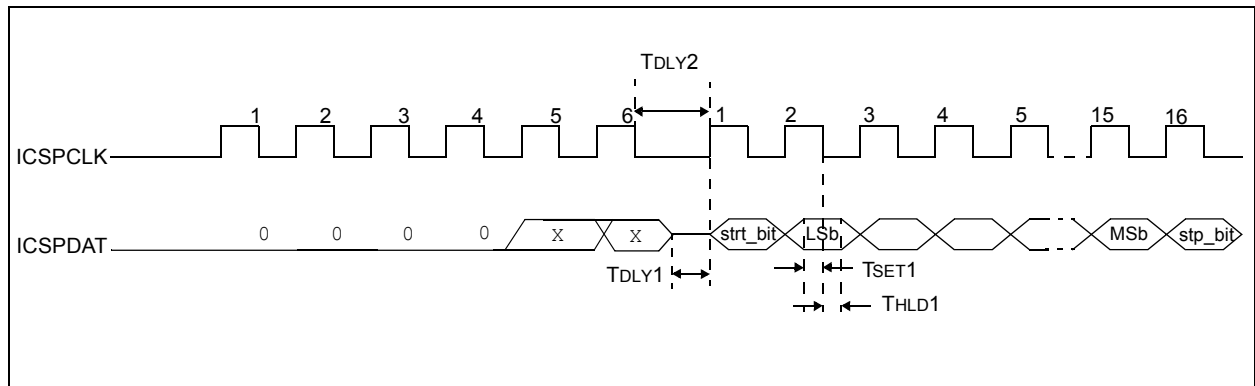 TDLY2
1 2 3 4 5 6 1 2 3 4 5 15 16
ICSPCLK
ICSPDAT 0 0 0 0 X X strt_bit LSb MSb stp_bit
TDLY1 TSET1
THLD1